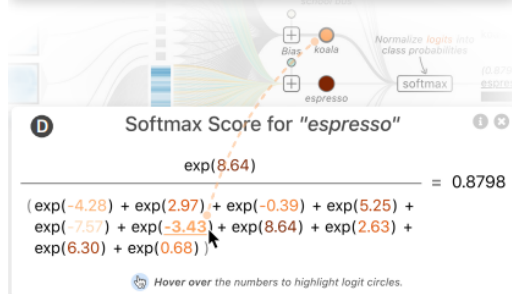 Bias
koala
Normalize logits into
class probabilities
softmax
espresso
D
Softmax Score for "espresso"
i
exp(8.64)
(exp(-4.28) + exp(2.97) + exp(-0.39) + exp(5.25) +
exp(-7.57) + exp(-3.43) + exp(8.64) + exp(2.63) +
exp(6.30) + exp(0.68) )
= 0.8798
Hover over the numbers to highlight logit circles.